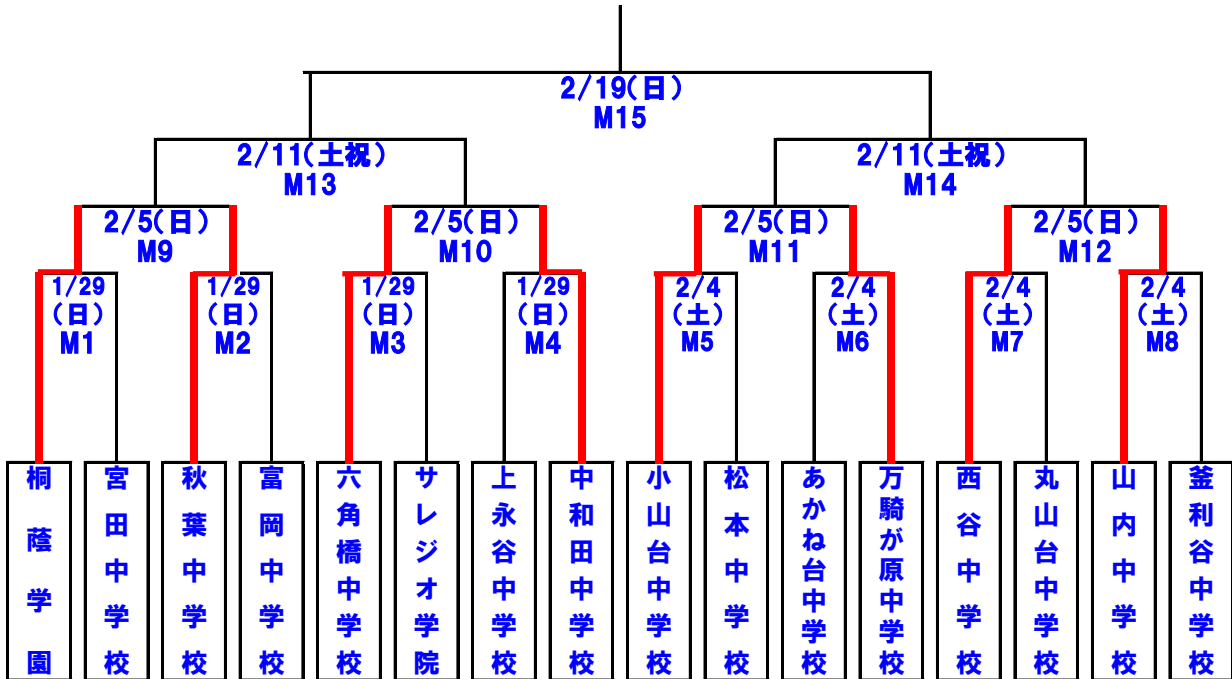 2/19(日)
M15
2/11(土祝)
M13
2/11(土祝)
M14
2/5(日)
M9
2/5(日)
M10
2/5(日)
M11
2/5(日)
M12
1/29
(日)
M1
1/29
(日)
M2
1/29
(日)
M3
1/29
(日)
M4
2/4
(土)
M5
2/4
(土)
M6
2/4
(土)
M7
2/4
(土)
M8
桐蔭学園
宮田中学校
秋葉中学校
富岡中学校
六角橋中学校
サレジオ学院
上永谷中学校
中和田中学校
小山台中学校
松本中学校
あかね台中学校
万騎が原中学校
西谷中学校
丸山台中学校
山内中学校
釜利谷中学校